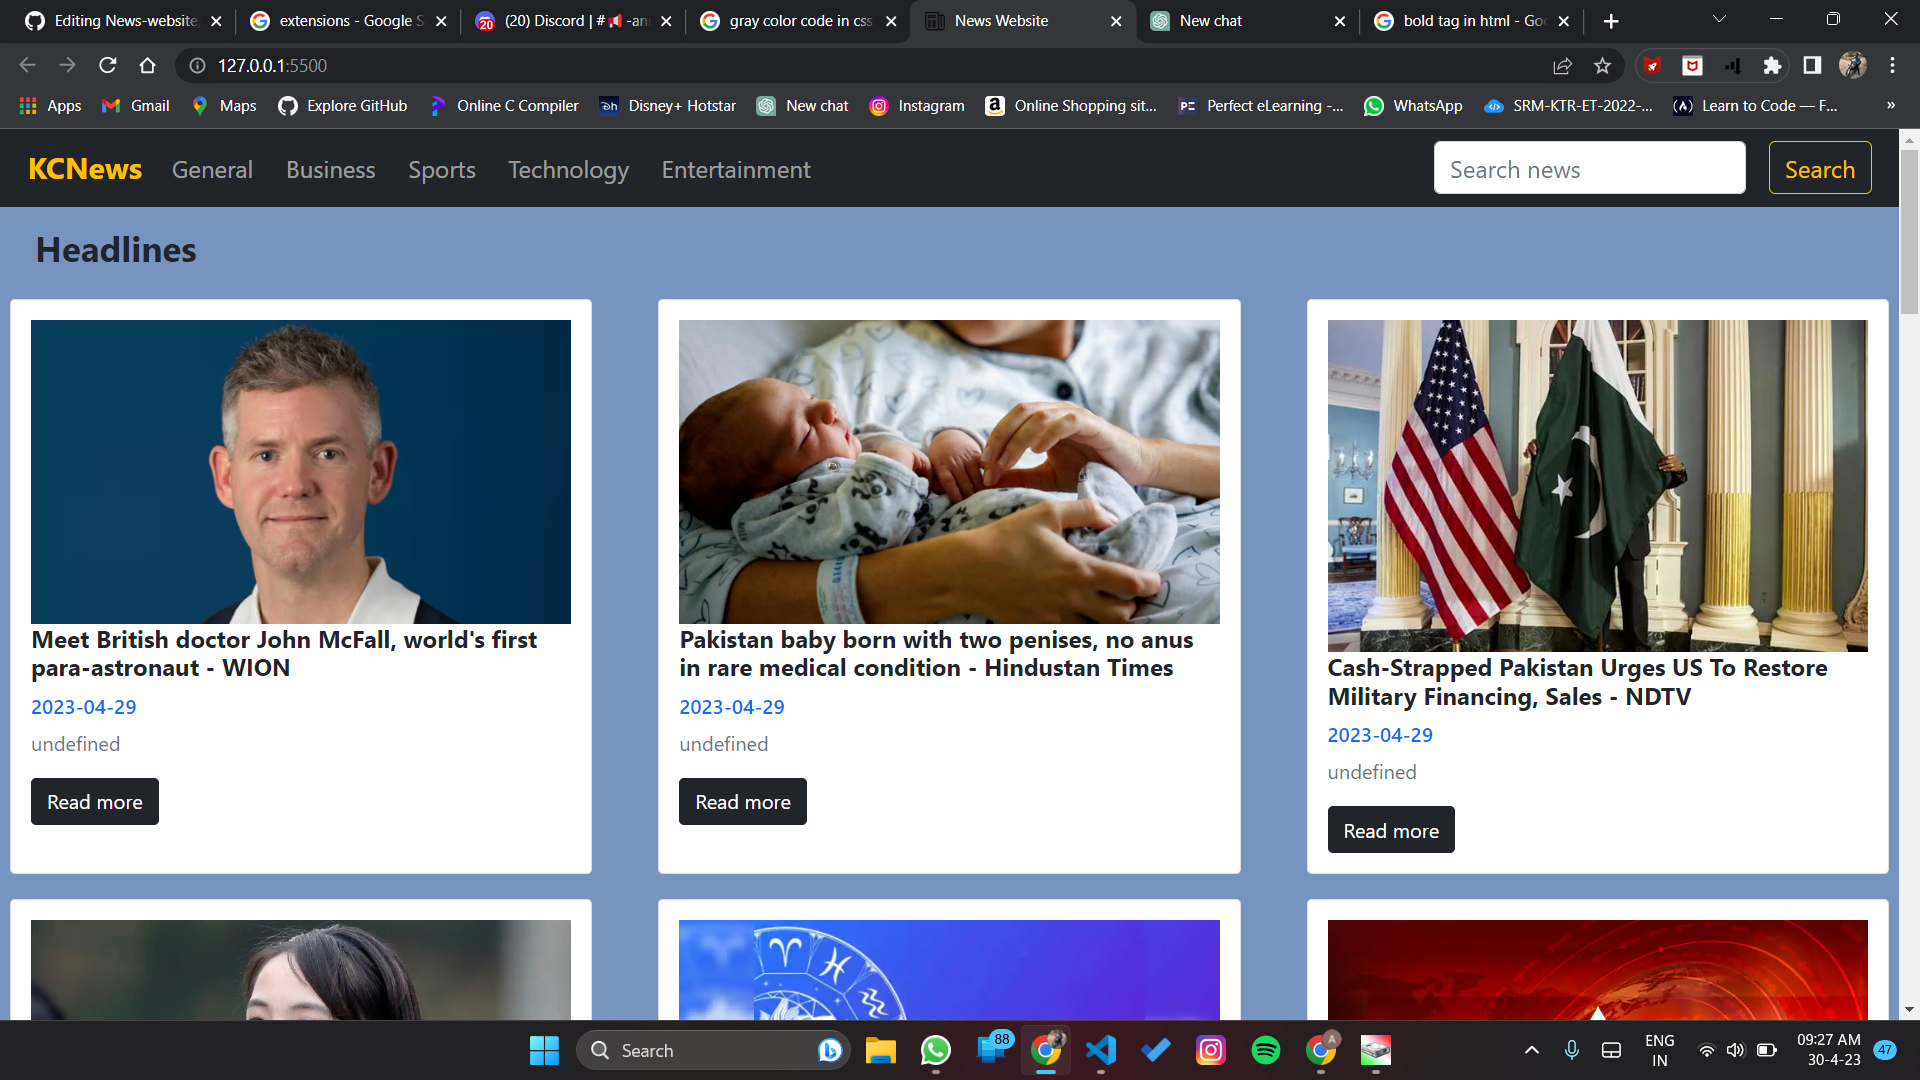 Editing News-website
extensions - Google S
(20) Discord | # -an
gray color code in css
News Website
New chat
bold tag in html - Go
127.0.0.1:5500
Apps
Gmail
Maps
Explore GitHub
Online C Compiler
Disney+ Hotstar
New chat
Instagram
Online Shopping sit...
Perfect eLearning -...
WhatsApp
SRM-KTR-ET-2022-...
Learn to Code — F...
KCNews
General
Business
Sports
Technology
Entertainment
Search news
Search
Headlines
Meet British doctor John McFall, world's first
para-astronaut - WION
2023-04-29
undefined
Read more
Pakistan baby born with two penises, no anus
in rare medical condition - Hindustan Times
2023-04-29
undefined
Read more
Cash-Strapped Pakistan Urges US To Restore
Military Financing, Sales - NDTV
2023-04-29
undefined
Read more
Search
88
ENG
IN
09:27 AM
30-4-23
47